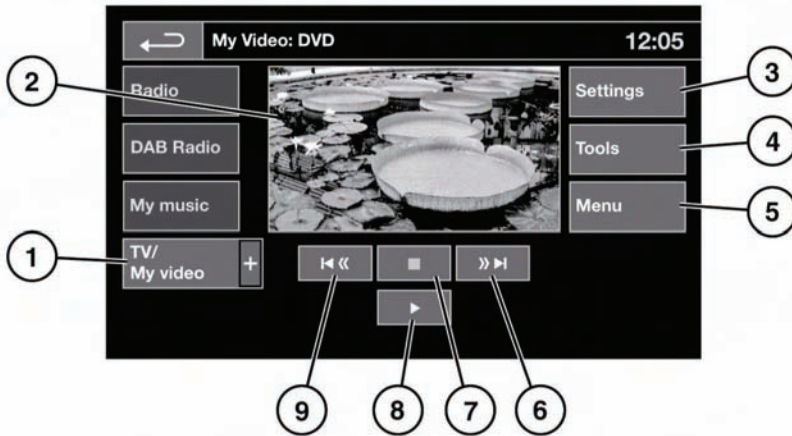 My Video: DVD
12:05
2
Radio
Settings
3
DAB Radio
Tools
4
My music
Menu
5
1
TV/
My video
+
9
8
7
6